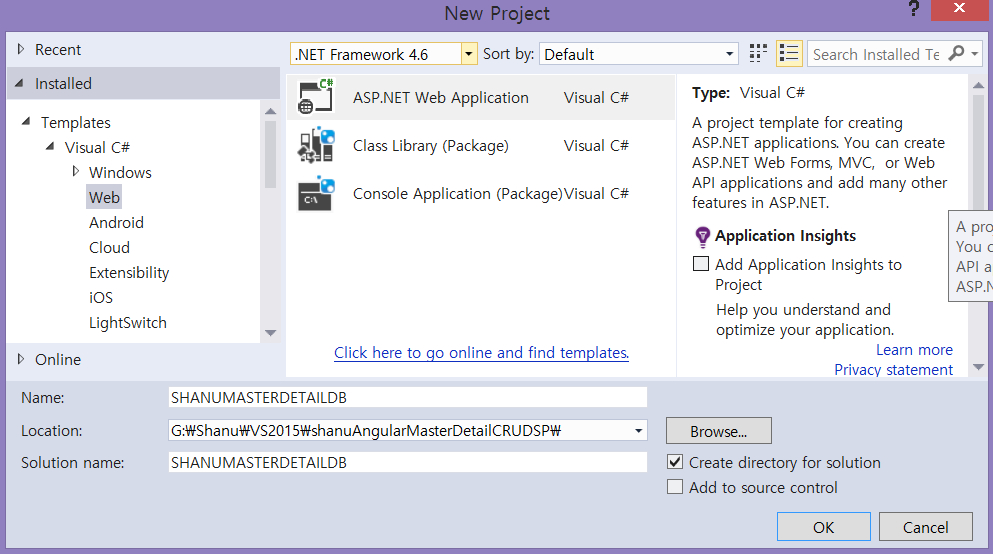 New Project
?
x
Recent
.NET Framework 4.6
Sort by: Default
Search Installed Te
Installed
Templates
Visual C#
Windows
Web
Android
Cloud
Extensibility
iOS
LightSwitch
Online
ASP.NET Web Application Visual C#
Class Library (Package) Visual C#
Console Application (Package) Visual C#
Click here to go online and find templates.
Type: Visual C#
A project template for creating
ASP.NET applications. You can create
ASP.NET Web Forms, MVC, or Web
API applications and add many other
features in ASP.NET.
Application Insights
Add Application Insights to
Project
Help you understand and
optimize your application.
Learn more
Privacy statement
A pro
You c
API a
ASP.N
Name: SHANUMASTERDETAILDB
Location: G:₩Shanu₩VS2015₩shanuAngularMasterDetailCRUDSP₩
Browse...
Solution name: SHANUMASTERDETAILDB
Create directory for solution
Add to source control
OK
Cancel